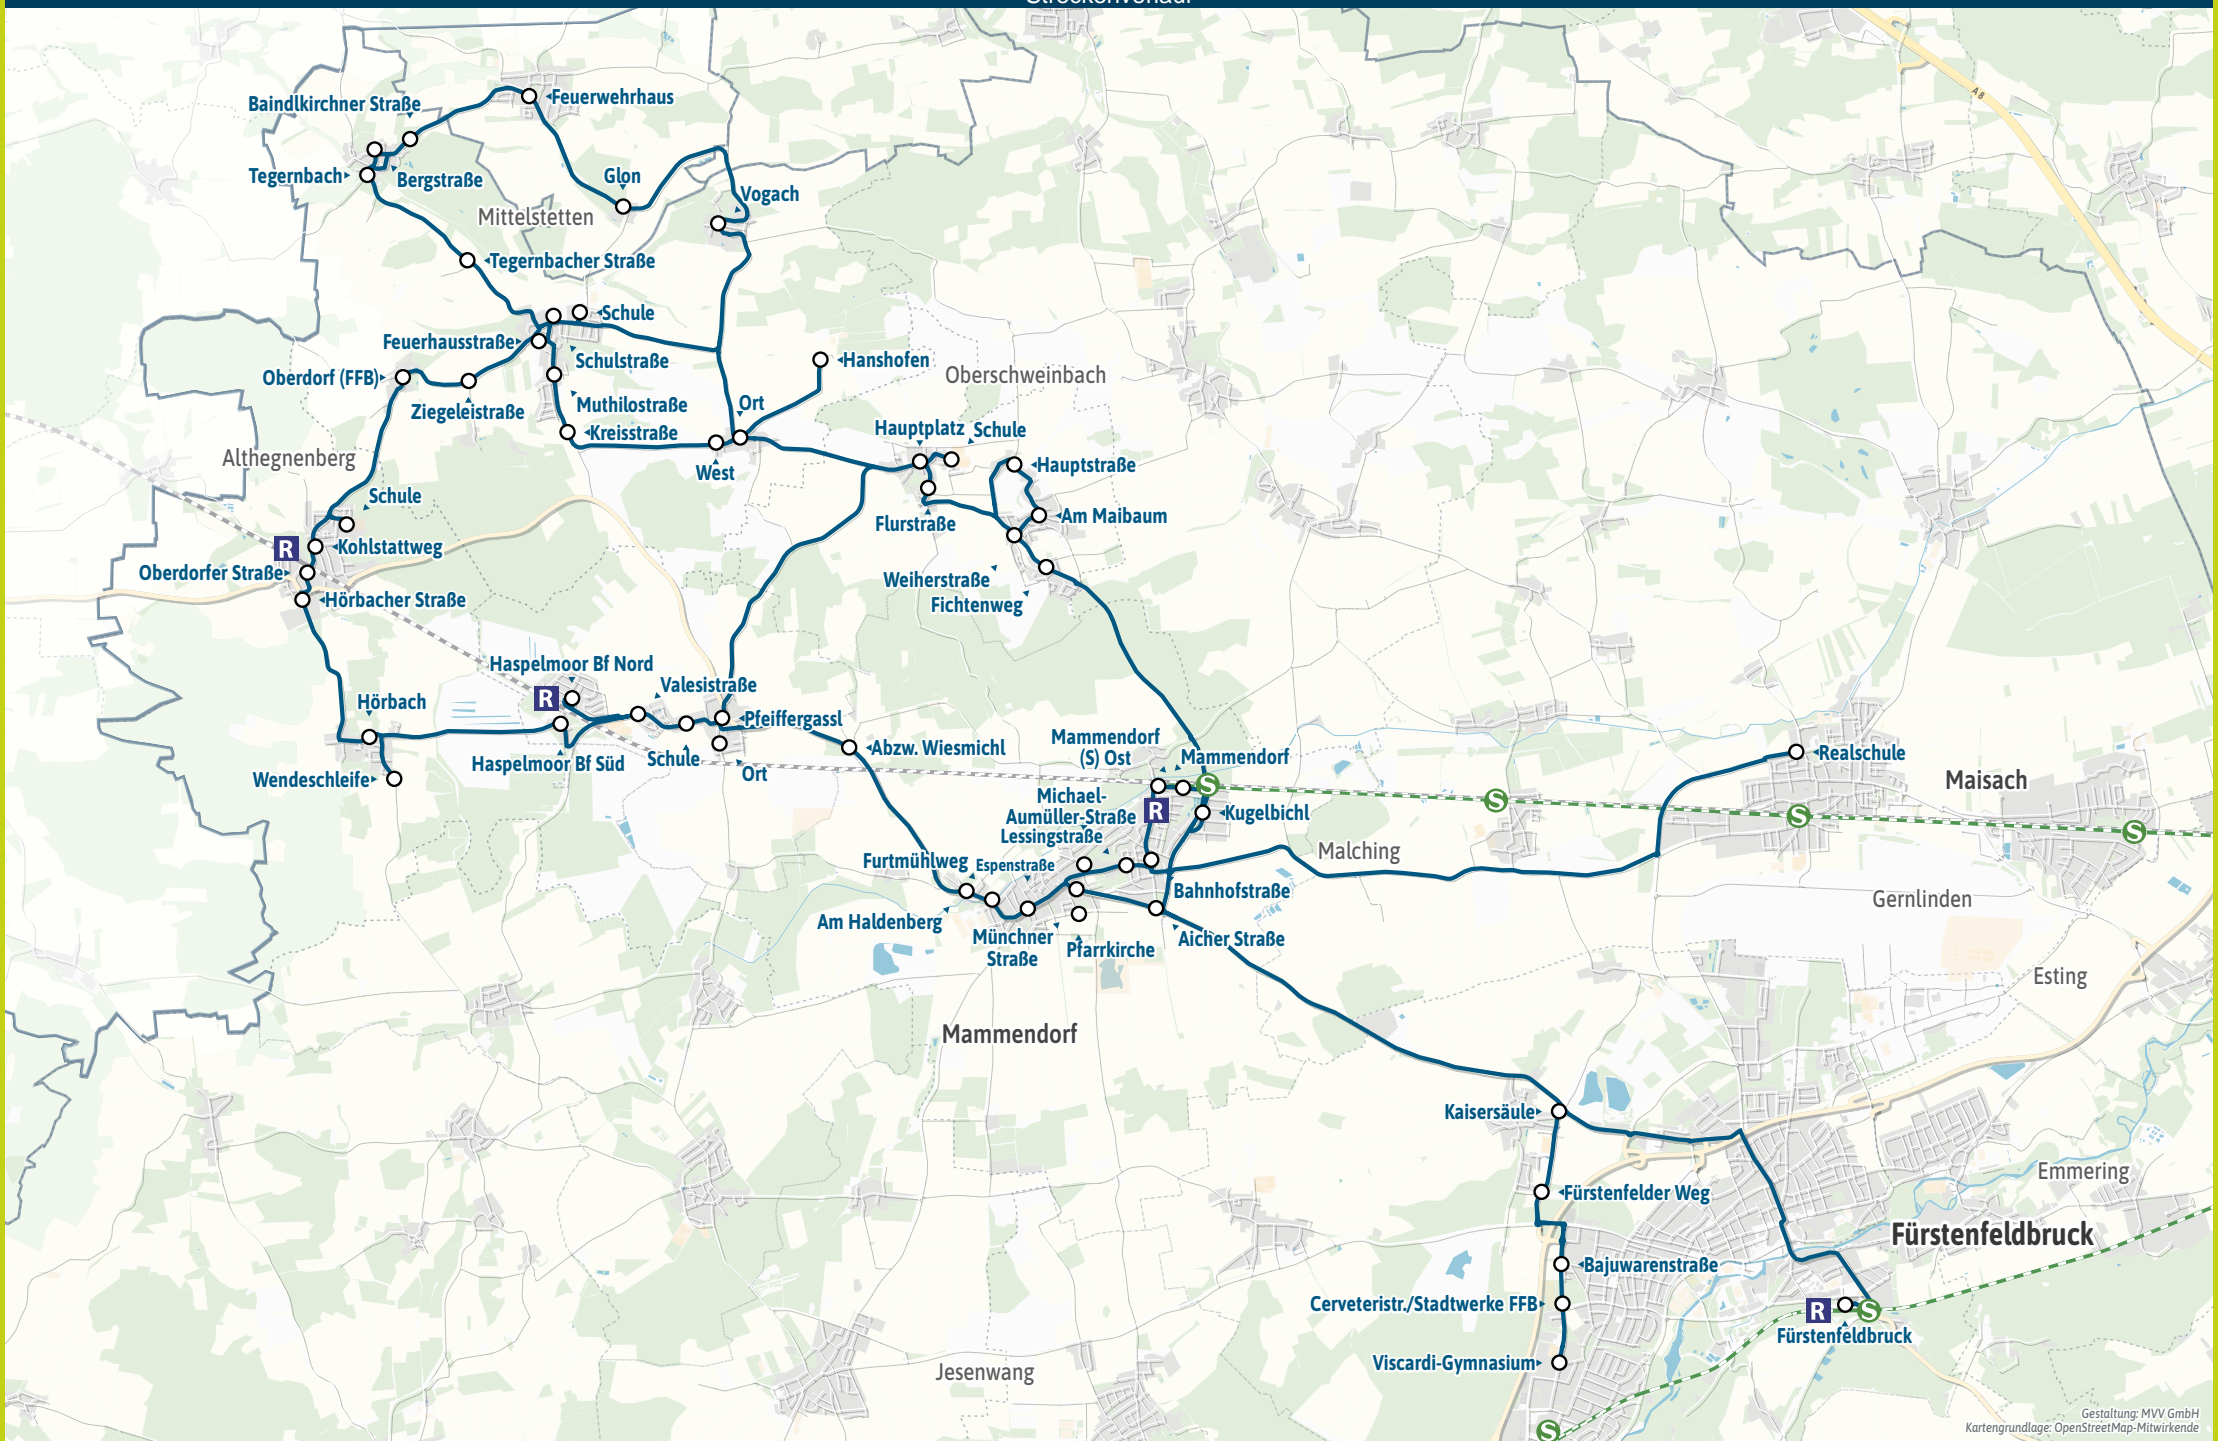 Streckenverlauf
A 8
Baindlkirchner Straße
Feuerwehrhaus
Tegernbach
Bergstraße
Glon
Vogach
Mittelstetten
Tegernbacher Straße
Schule
Feuerhausstraße
Schulstraße
Hanshofen
Oberschweinbach
Oberdorf (FFB)
Ziegeleistraße
Muthilostraße
Ort
Kreisstraße
Hauptplatz
Schule
Althegnenberg
West
Hauptstraße
Schule
Flurstraße
Am Maibaum
R
Kohlstattweg
Oberdorfer Straße
Weiherstraße
Hörbacher Straße
Fichtenweg
Haspelmoor Bf Nord
Valesistraße
R
Hörbach
Pfeiffergassl
Mammendorf
(S) Ost
Abzw. Wiesmichl
Mammendorf
Realschule
Haspelmoor Bf Süd
Schule
Ort
Wendeschleife
Maisach
S
S
S
S
Michael-
Aumüller-Straße
R
Kugelbichl
Lessingstraße
Malching
Furtmühlweg
Espenstraße
Bahnhofstraße
Gernlinden
Am Haldenberg
Münchner
Straße
Pfarrkirche
Aicher Straße
Esting
Mammendorf
Kaisersäule
Emmering
Fürstenfelder Weg
Fürstenfeldbruck
Bajuwarenstraße
Cerveteristr./Stadtwerke FFB
R
S
Fürstenfeldbruck
Viscardi-Gymnasium
Jesenwang
S
Gestaltung: MVV GmbH
Kartengrundlage: OpenStreetMap-Mitwirkende